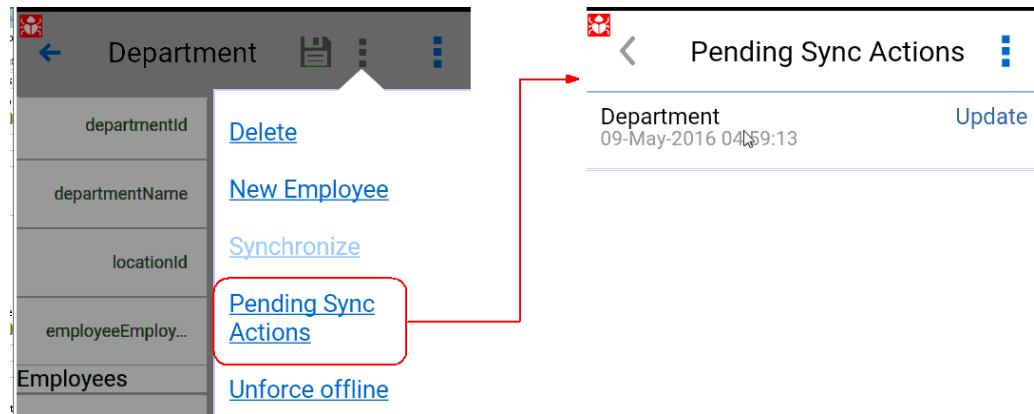 Department
departmentId
departmentName
locationId
employeeEmploy...
Employees
Delete
New Employee
Synchronize
Pending Sync
Actions
Unforce offline
Pending Sync Actions
Department
Update
09-May-2016 04:59:13